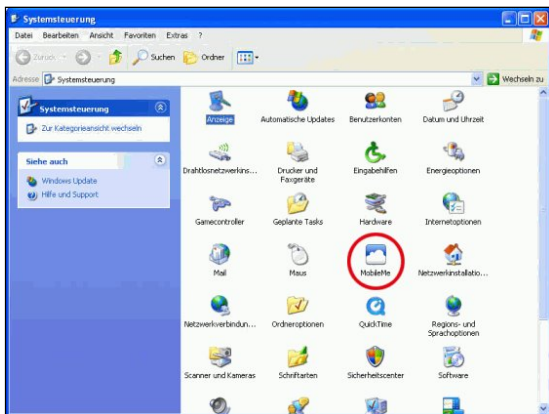 Systemsteuerung
Datei Bearbeiten Ansicht Favoriten Extras ?
Zurück Suchen Ordner
Adresse Systemsteuerung Wechseln zu
Systemsteuerung
Zur Kategorieansicht wechseln
Siehe auch
Windows Update
Hilfe und Support
Anzeige Automatische Updates Benutzerkonten Datum und Uhrzeit
Drahtlosnetzwerkins... Drucker und Faxgeräte Eingabehilfen Energieoptionen
Gamecontroller Geplante Tasks Hardware Internetoptionen
Mail Maus MobileMe Netzwerkinstallatio...
Netzwerkverbindun... Ordneroptionen QuickTime Regions- und Sprachoptionen
Scanner und Kameras Schriftarten Sicherheitscenter Software